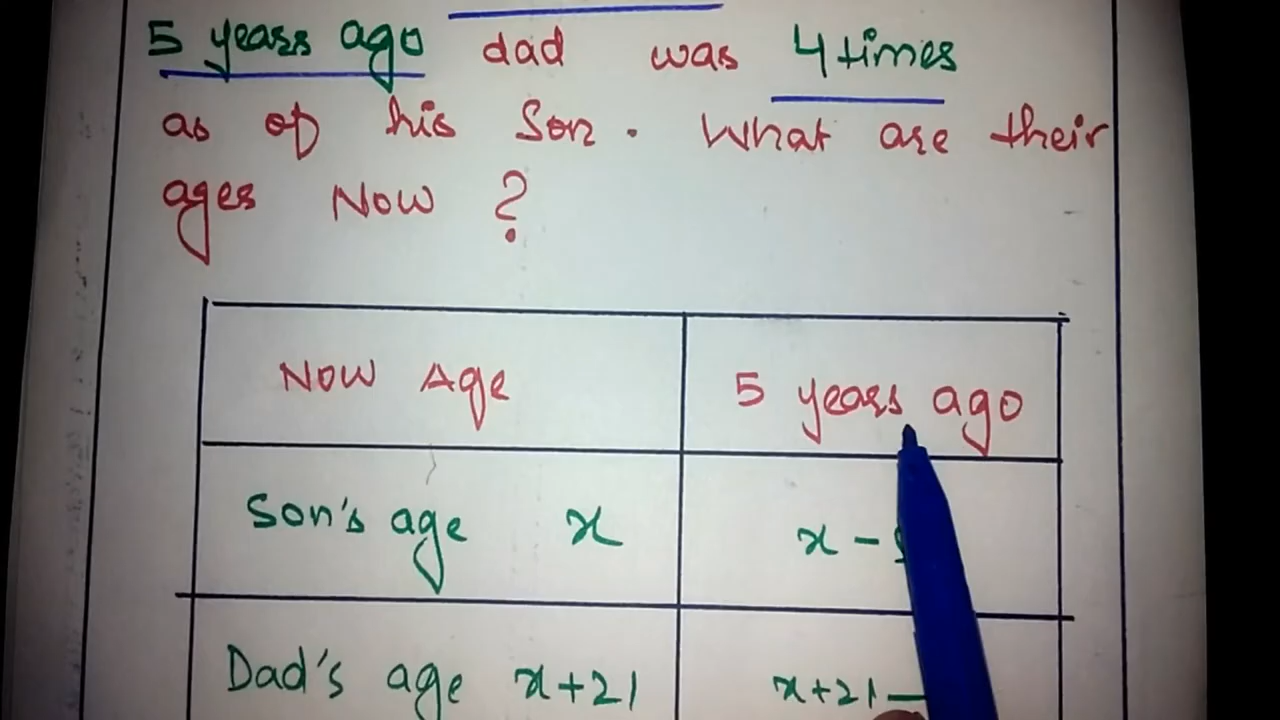 5 years ago dad was 4 times
as of his Son. What are their
ages Now ?
Now Age 5 years ago
Son's age x x -
Dad's age x+21 x+21-